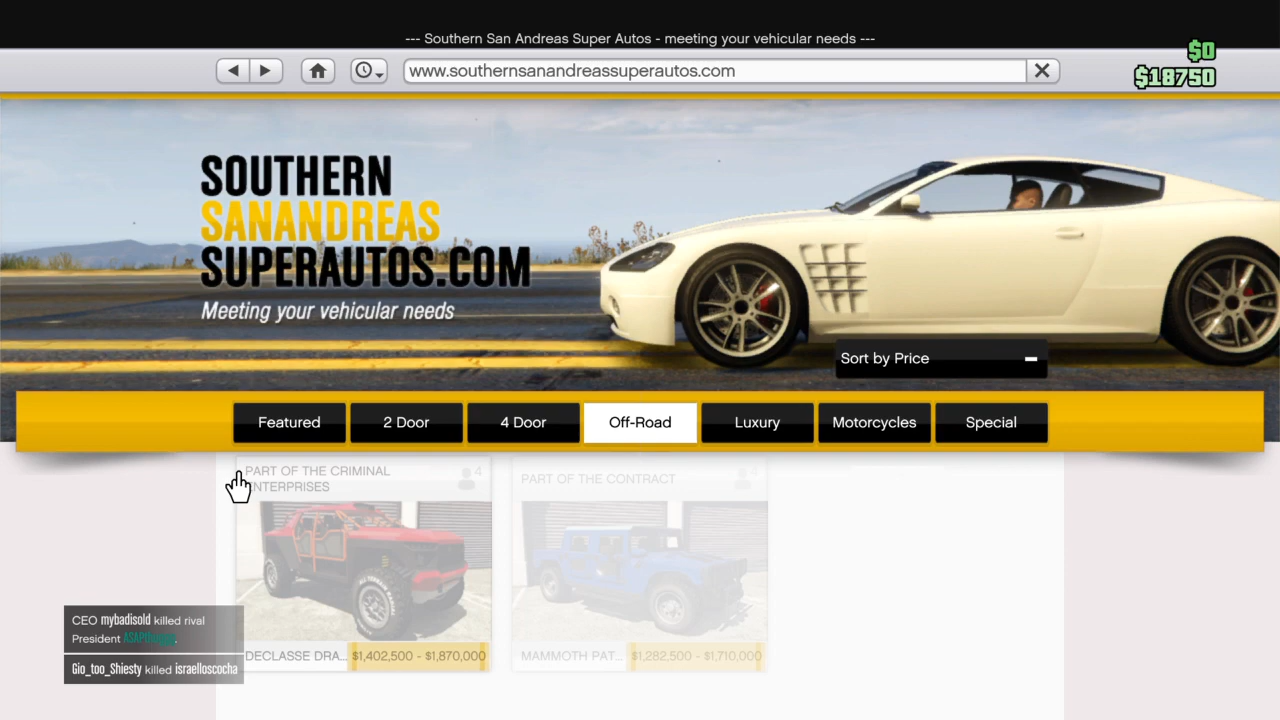 --- Southern San Andreas Super Autos - meeting your vehicular needs ---
$0
www.southernsanandreassuperautos.com
$18750
SOUTHERN
SANANDREAS
SUPERAUTOS.COM
Meeting your vehicular needs
Sort by Price
Featured
2 Door
4 Door
Off-Road
Luxury
Motorcycles
Special
PART OF THE CRIMINAL
ENTERPRISES
4
PART OF THE CONTRACT
4
DECLASSE DRA...
$1,402,500 - $1,870,000
MAMMOTH PAT...
$1,282,500 - $1,710,000
CEO mybadisold killed rival
President
Gio_too_Shiesty killed israelloscocha